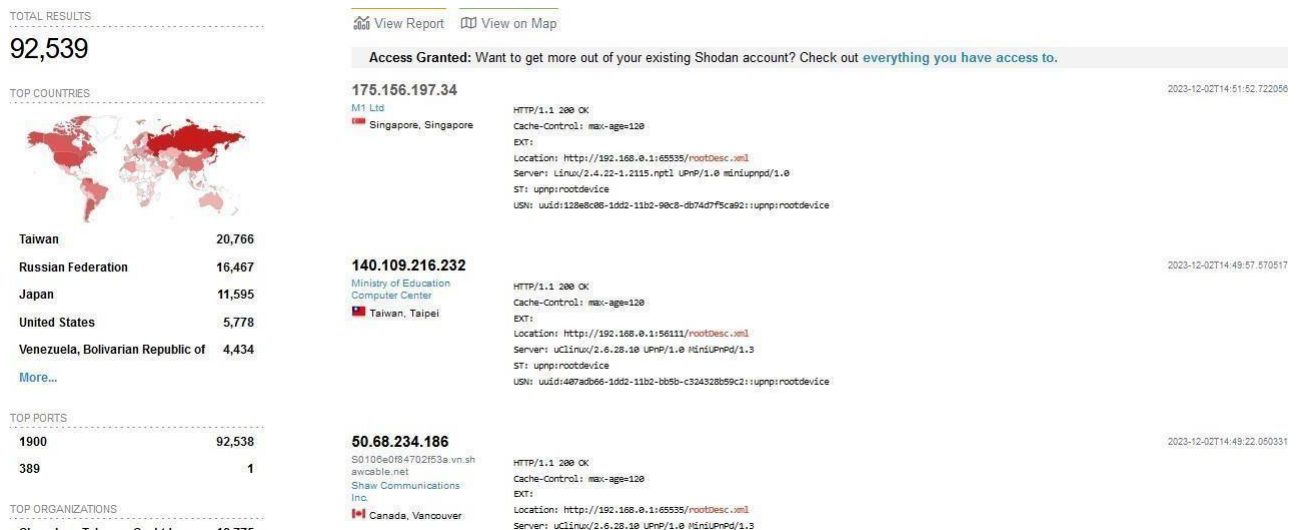 TOTAL RESULTS
92,539
TOP COUNTRIES
Taiwan 20,766
Russian Federation 16,467
Japan 11,595
United States 5,778
Venezuela, Bolivarian Republic of 4,434
More...
TOP PORTS
1900 92,538
389 1
TOP ORGANIZATIONS
View Report View on Map
Access Granted: Want to get more out of your existing Shodan account? Check out everything you have access to.
175.156.197.34
2023-12-02T14:51:52.722056
M1 Ltd
Singapore, Singapore
HTTP/1.1 200 OK
Cache-Control: max-age=120
EXT:
Location: http://192.168.0.1:65535/rootDesc.xml
Server: Linux/2.4.22-1.2115.nptl UPnP/1.0 miniupnpd/1.0
ST: upnp:rootdevice
USN: uuid:128e8c08-1dd2-11b2-90c8-db74d7f5ca92::upnp:rootdevice
140.109.216.232
2023-12-02T14:49:57.570517
Ministry of Education
Computer Center
Taiwan, Taipei
HTTP/1.1 200 OK
Cache-Control: max-age=120
EXT:
Location: http://192.168.0.1:56111/rootDesc.xml
Server: uClinux/2.6.28.10 UPnP/1.0 MiniUPnPd/1.3
ST: upnp:rootdevice
USN: uuid:407adb66-1dd2-11b2-bb5b-c324328b59c2::upnp:rootdevice
50.68.234.186
2023-12-02T14:49:22.050331
S0106e0f84702f53a.vn.sh
awcable.net
Shaw Communications
Inc.
Canada, Vancouver
HTTP/1.1 200 OK
Cache-Control: max-age=120
EXT:
Location: http://192.168.0.1:65535/rootDesc.xml
Server: uClinux/2.6.28.10 UPnP/1.0 MiniUPnPd/1.3